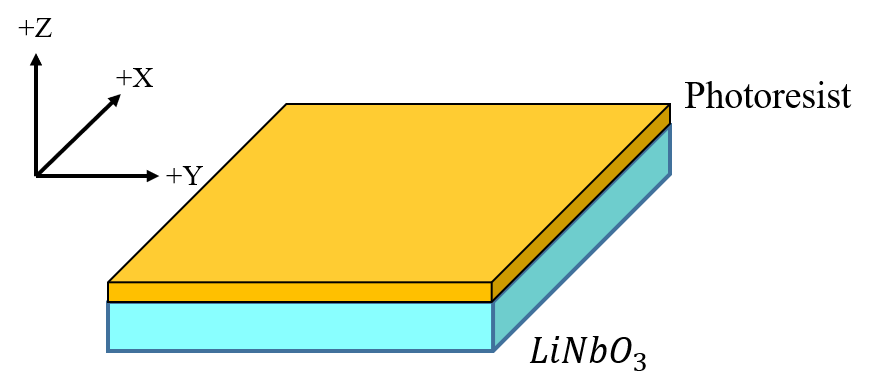 +Z
+X
+Y
Photoresist
LiNbO₃